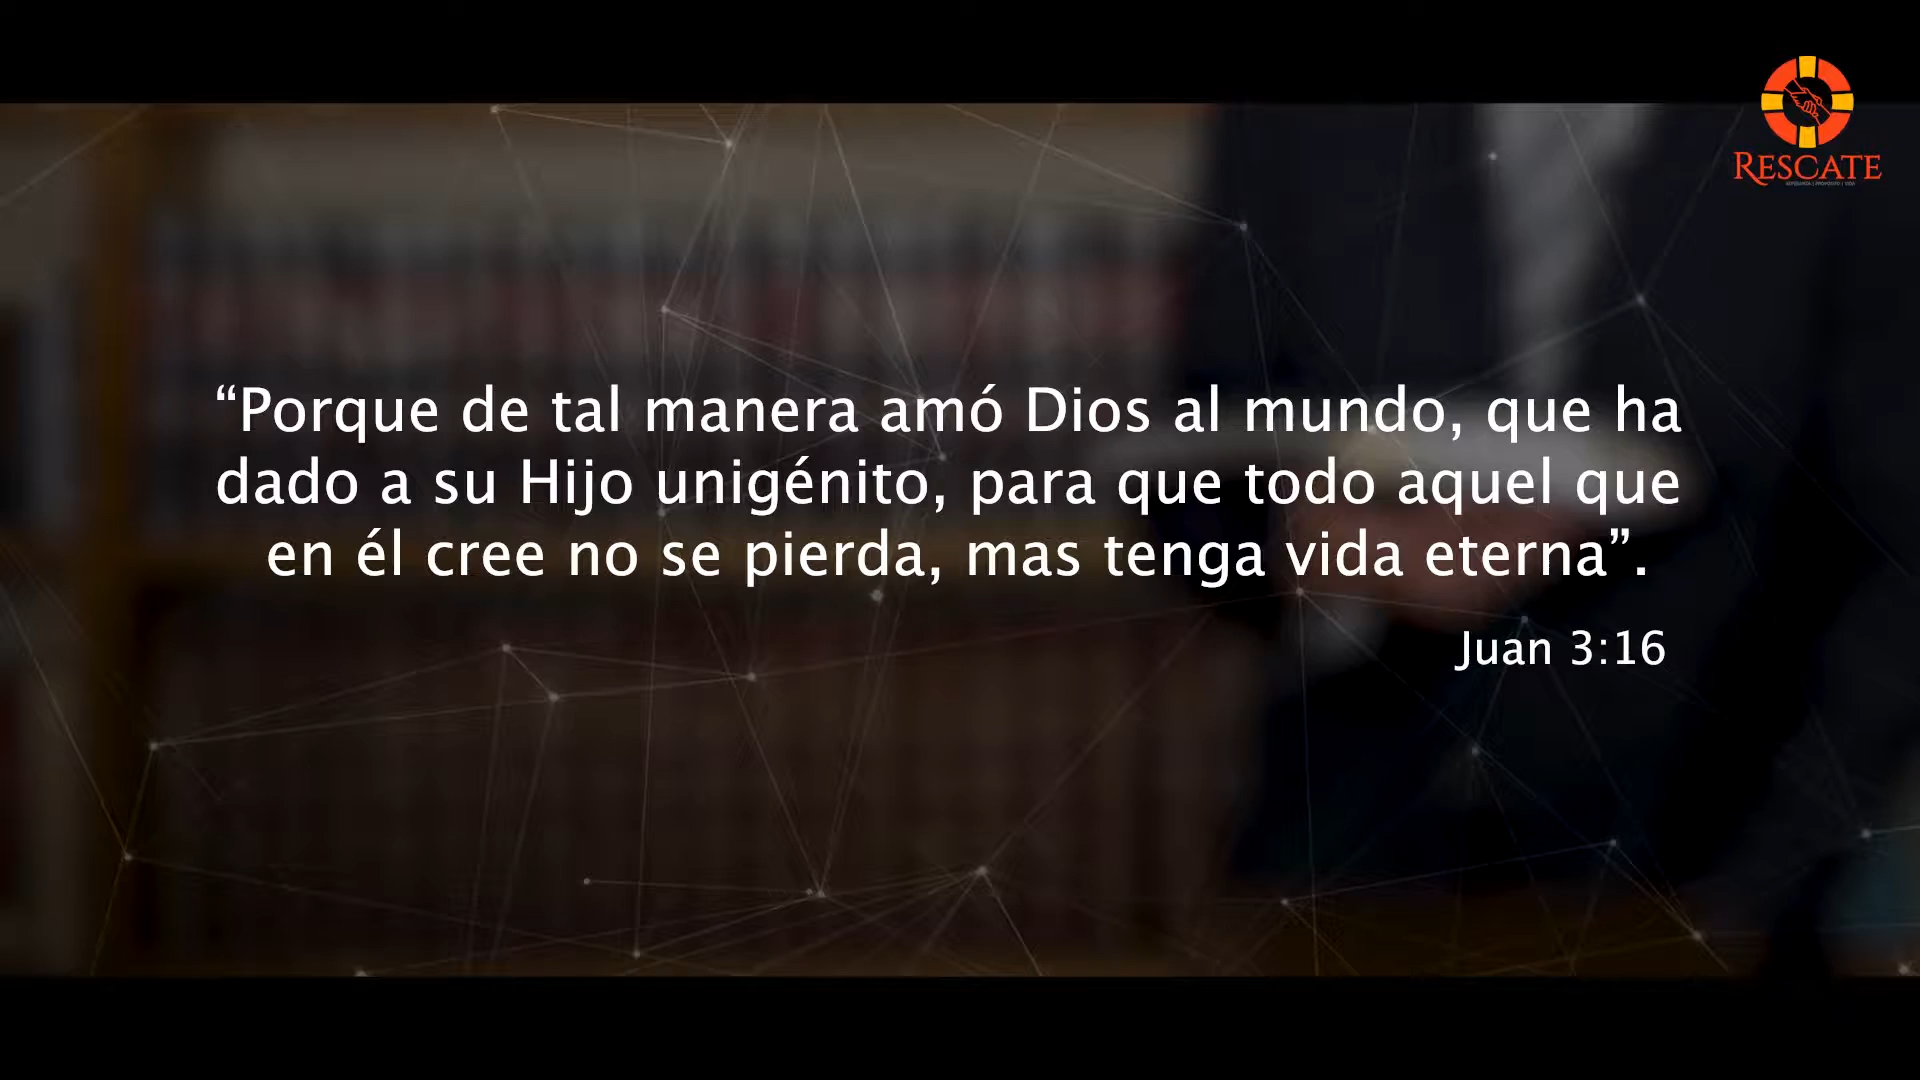 RESCATE
“Porque de tal manera amó Dios al mundo, que ha
dado a su Hijo unigénito, para que todo aquel que
en él cree no se pierda, mas tenga vida eterna”.
Juan 3:16